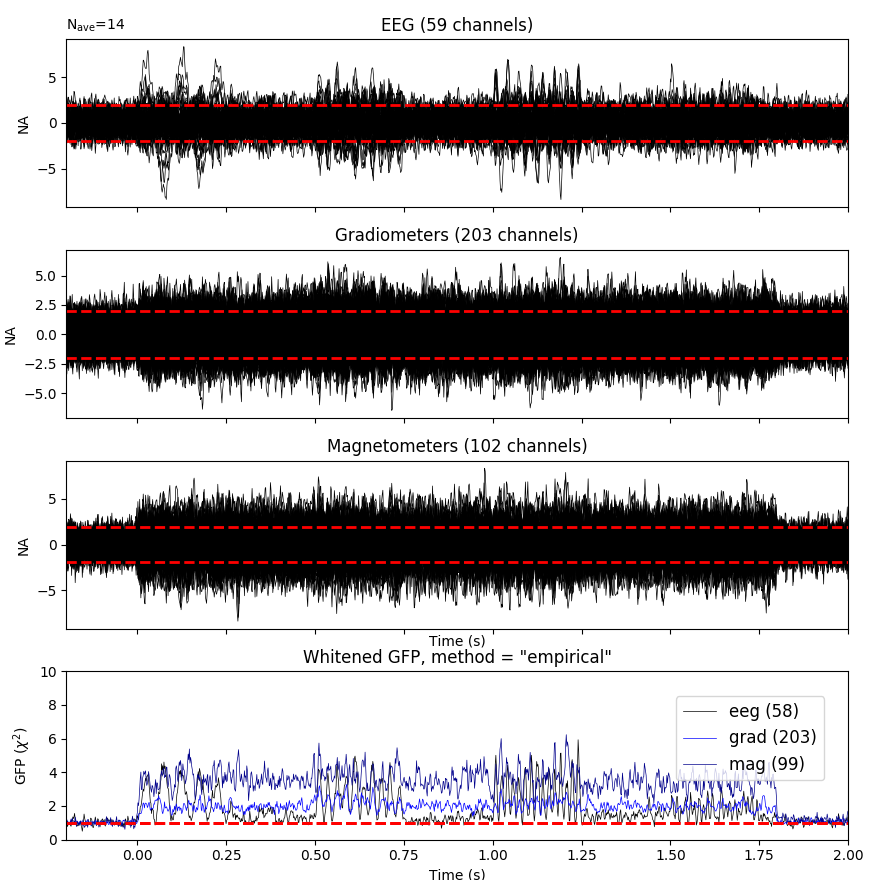 N_ave=14
EEG (59 channels)
5
0
−5
NA
Gradiometers (203 channels)
5.0
2.5
0.0
−2.5
−5.0
NA
Magnetometers (102 channels)
5
0
−5
NA
Time (s)
Whitened GFP, method = "empirical"
10
8
6
4
2
0
GFP (χ²)
eeg (58)
grad (203)
mag (99)
0.00 0.25 0.50 0.75 1.00 1.25 1.50 1.75 2.00
Time (s)